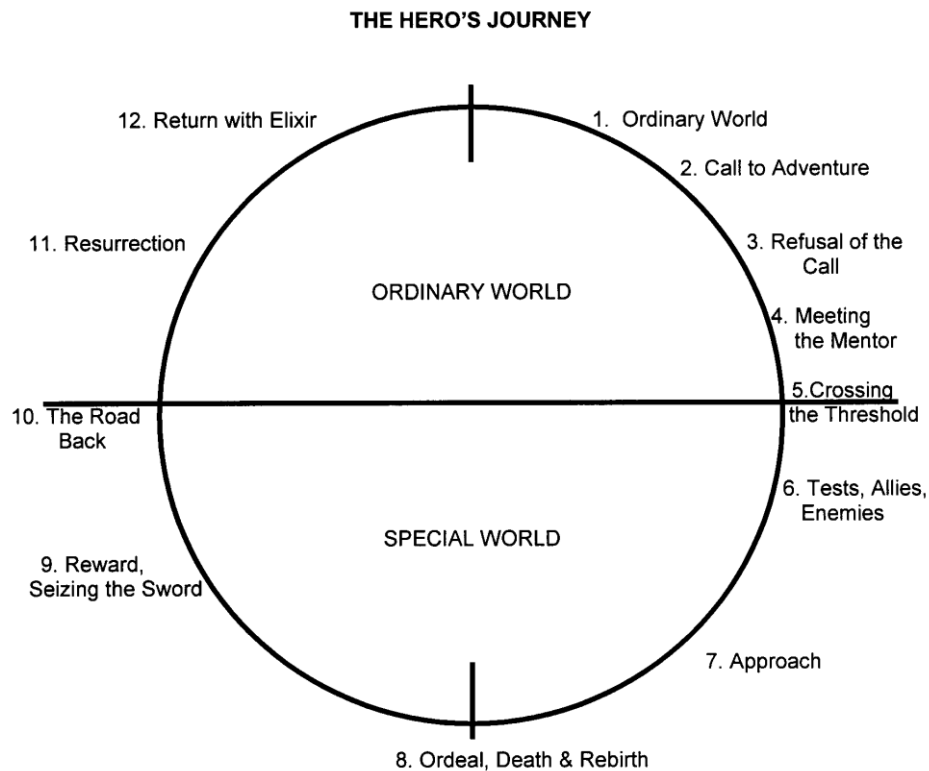 THE HERO'S JOURNEY
12. Return with Elixir
1. Ordinary World
2. Call to Adventure
3. Refusal of the
Call
11. Resurrection
ORDINARY WORLD
4. Meeting
the Mentor
5.Crossing
the Threshold
10. The Road
Back
6. Tests, Allies,
Enemies
SPECIAL WORLD
9. Reward,
Seizing the Sword
7. Approach
8. Ordeal, Death & Rebirth